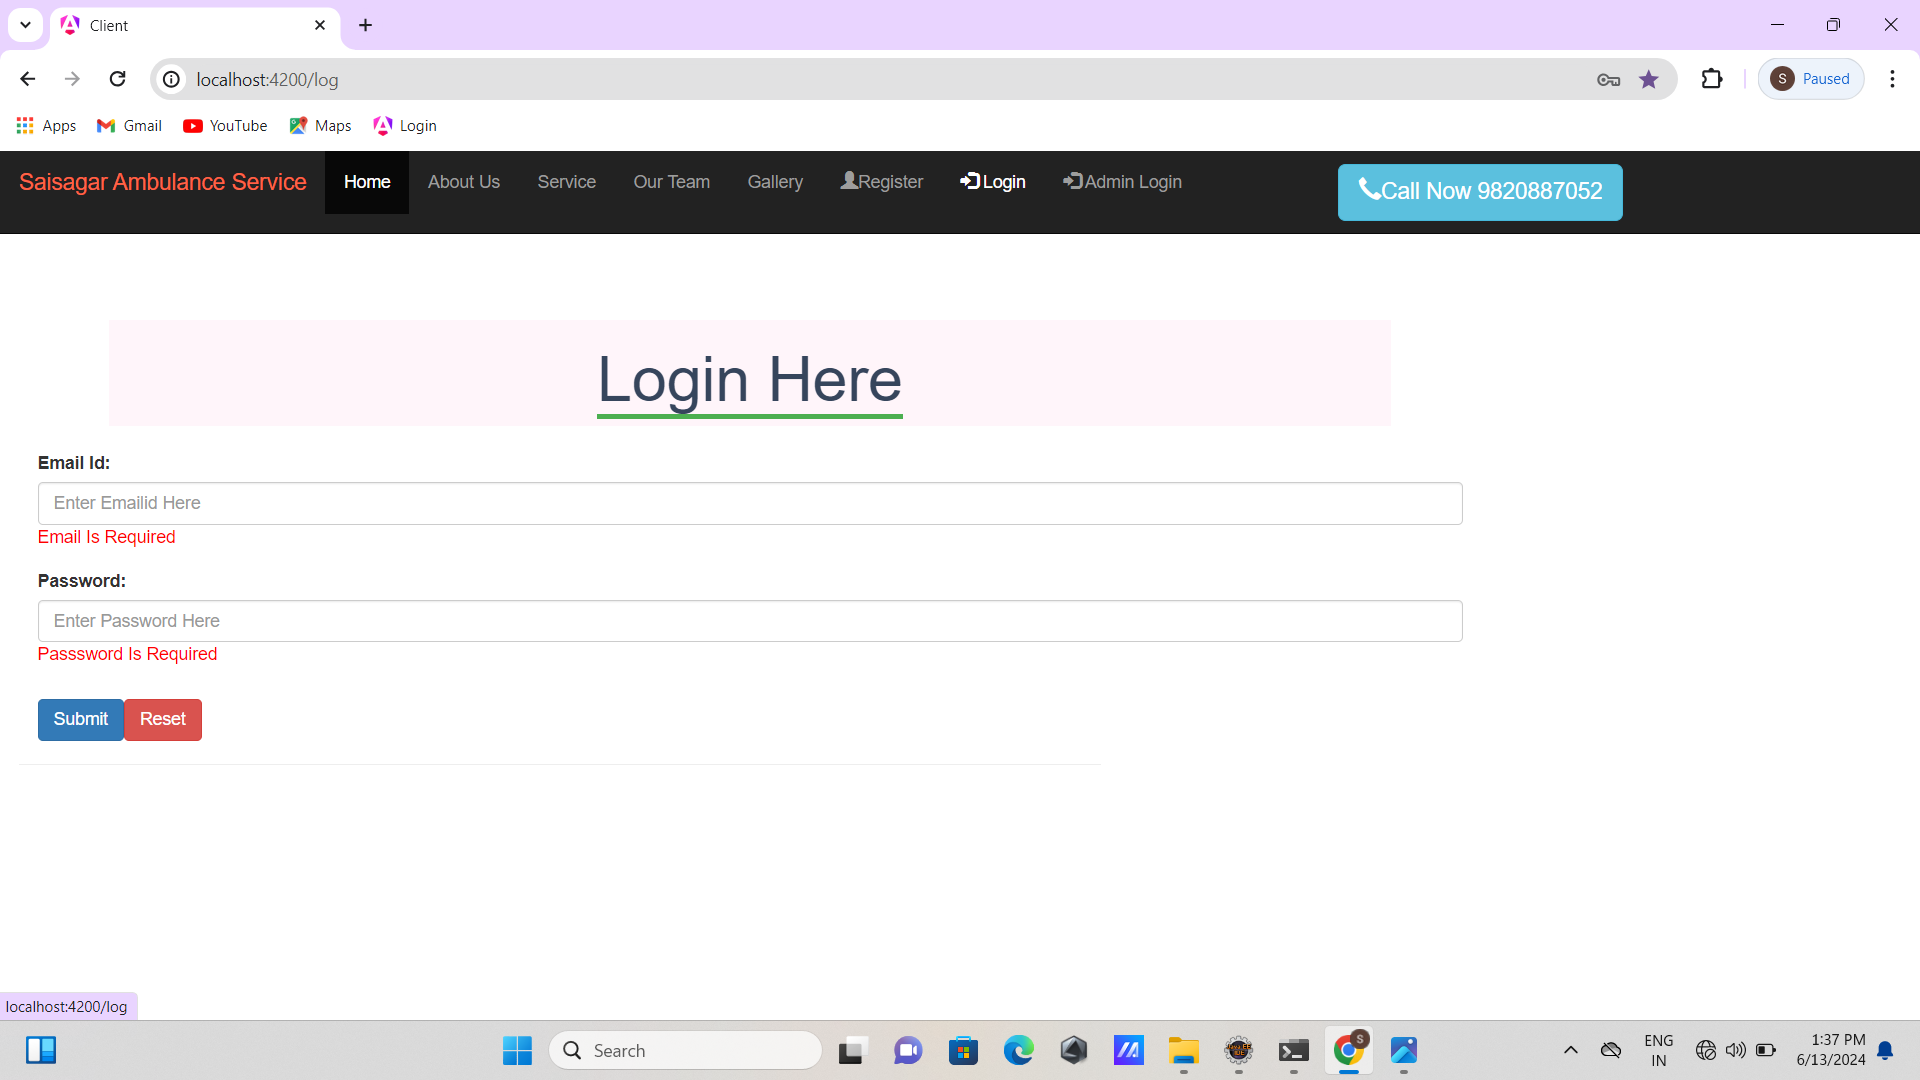 Client
localhost:4200/log
S Paused
Apps Gmail YouTube Maps Login
Saisagar Ambulance Service Home About Us Service Our Team Gallery Register Login Admin Login Call Now 9820887052
Login Here
Email Id:
Enter Emailid Here
Email Is Required
Password:
Enter Password Here
Passsword Is Required
Submit Reset
localhost:4200/log
Search
S
ENG
IN
1:37 PM
6/13/2024